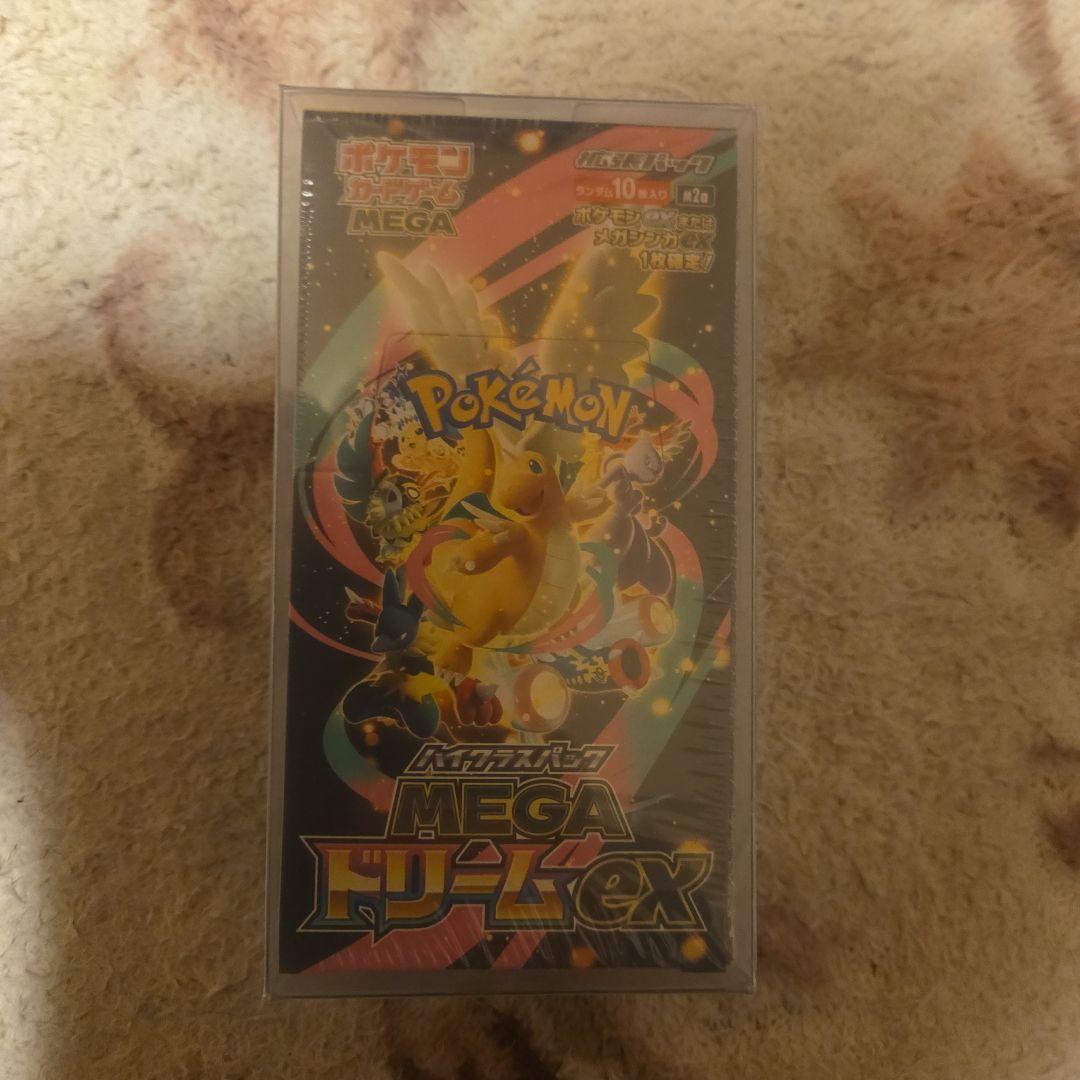 ポケモン
カードゲーム
MEGA
拡張パック
ランダム10枚入り
M2a
ポケモンexまたは
メガシンカex
1枚確定!
POKéMON
ハイクラスパック
MEGA
ドリームex